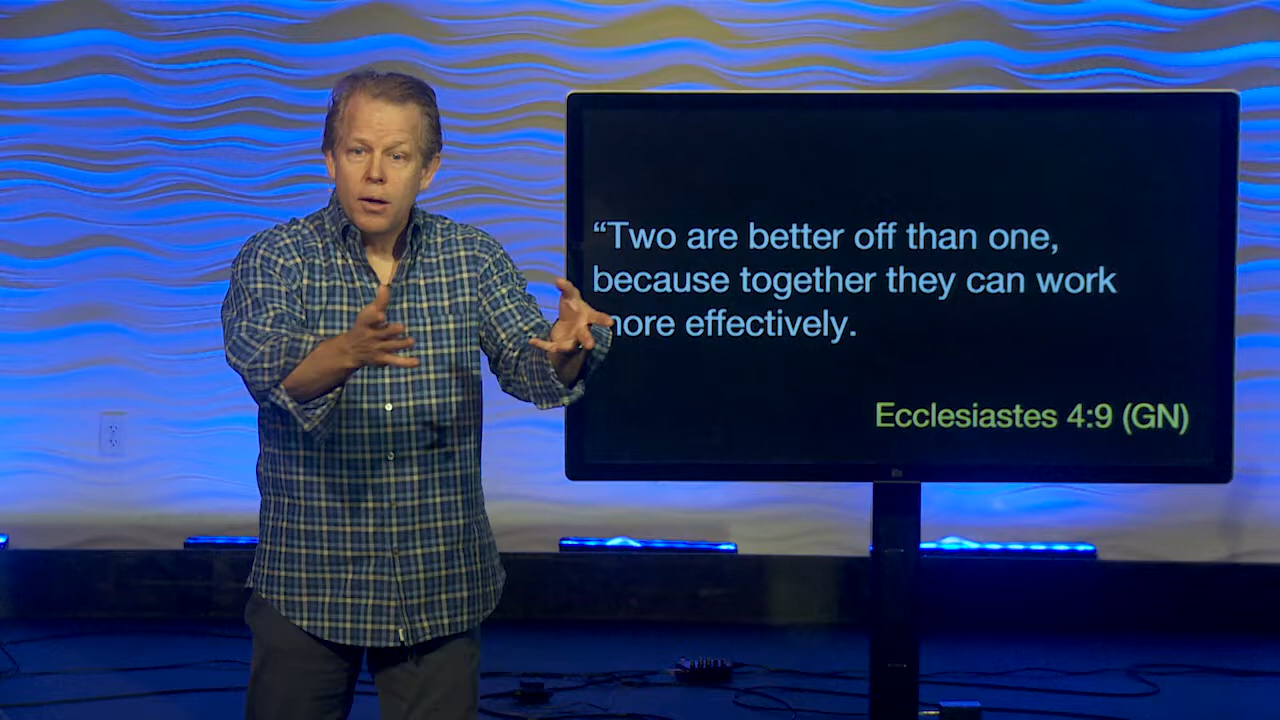 “Two are better off than one,
because together they can work
more effectively.
Ecclesiastes 4:9 (GN)